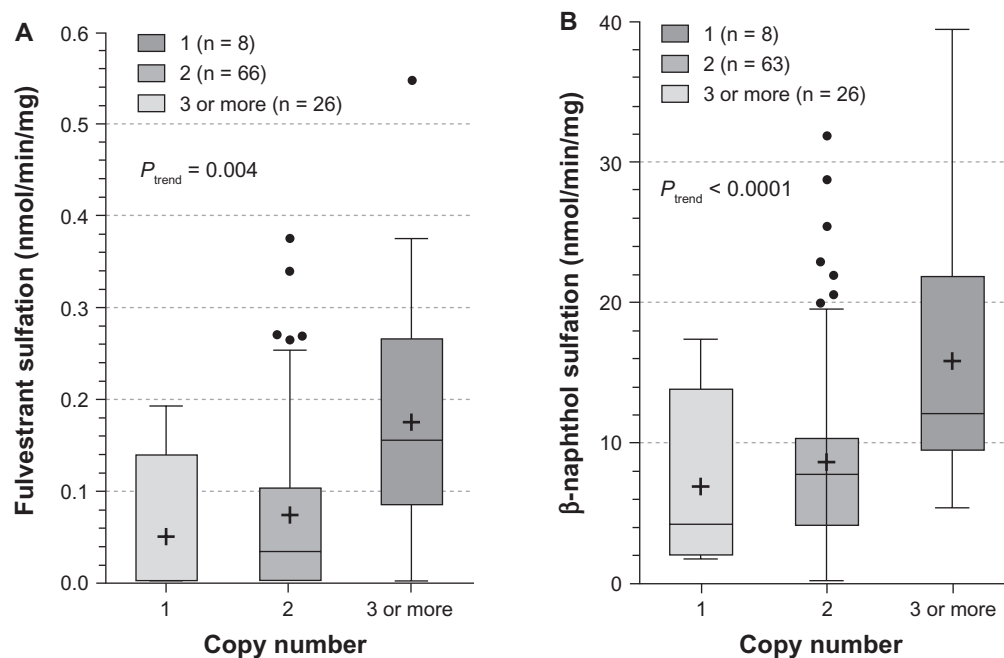 A
Fulvestrant sulfation (nmol/min/mg)
0.6
0.5
0.4
0.3
0.2
0.1
0.0
1 (n = 8)
2 (n = 66)
3 or more (n = 26)
P trend = 0.004
1 2 3 or more
Copy number
B
β-naphthol sulfation (nmol/min/mg)
40
30
20
10
0
1 (n = 8)
2 (n = 63)
3 or more (n = 26)
P trend < 0.0001
1 2 3 or more
Copy number